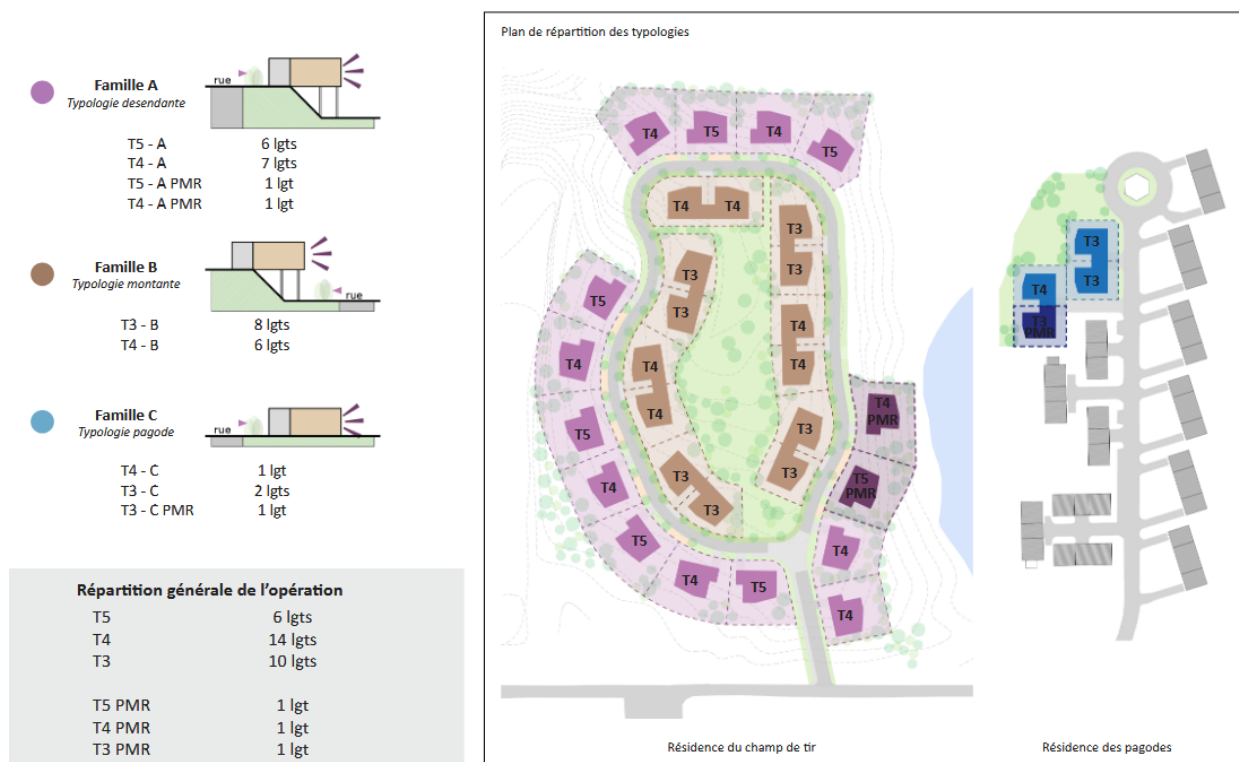 Famille A
Typologie desendante
rue
T5 - A 6 lgts
T4 - A 7 lgts
T5 - A PMR 1 lgt
T4 - A PMR 1 lgt
Famille B
Typologie montante
rue
T3 - B 8 lgts
T4 - B 6 lgts
Famille C
Typologie pagode
rue
T4 - C 1 lgt
T3 - C 2 lgts
T3 - C PMR 1 lgt
Répartition générale de l'opération
T5 6 lgts
T4 14 lgts
T3 10 lgts
T5 PMR 1 lgt
T4 PMR 1 lgt
T3 PMR 1 lgt
Plan de répartition des typologies
T4
T5
T4
T5
T4 T4
T3
T3
T3
T3
T5
T4
T4
T4
T4
T4
T5
T4
PMR
T3
T3
T4
T3
T3
T5
PMR
T5
T4
T4
T5
T4
T3
T3
T4
T3
PMR
Résidence du champ de tir
Résidence des pagodes